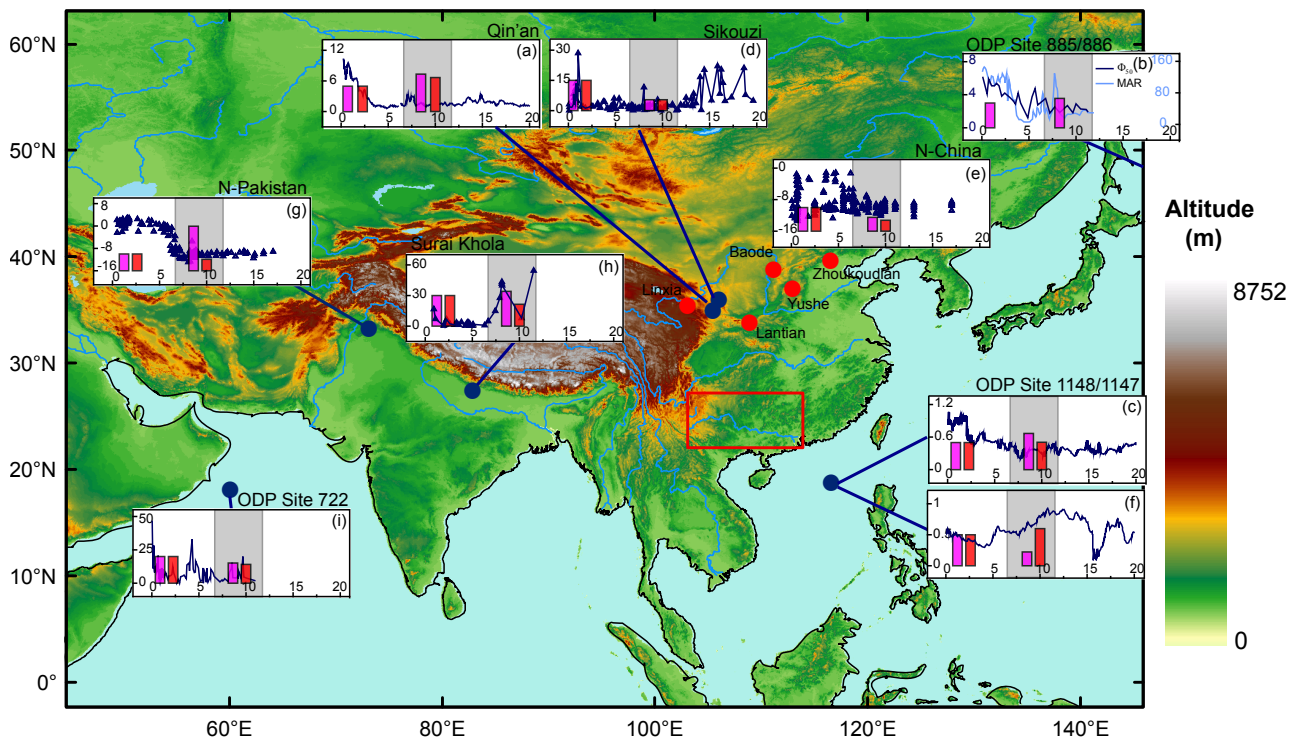 60°N
50°N
40°N
30°N
20°N
10°N
0°
60°E
80°E
100°E
120°E
140°E
Qin'an
(a)
12
6
0
0 5 10 15 20
Sikouzi
(d)
30
15
0
0 5 10 15 20
ODP Site 885/886
(b)
Φ₅₀
MAR
8
4
0
160
80
0
0 5 10 15 20
N-China
(e)
0
-8
-16
0 5 10 15 20
N-Pakistan
(g)
8
0
-8
-16
0 5 10 15 20
Surai Khola
(h)
60
30
0
0 5 10 15 20
Baode
Zhoukoudian
Linxia
Yushe
Lantian
ODP Site 1148/1147
(c)
1.2
0.6
0
0 5 10 15 20
(f)
1
0.5
0
0 5 10 15 20
ODP Site 722
(i)
50
25
0
0 5 10 15 20
Altitude
(m)
8752
0